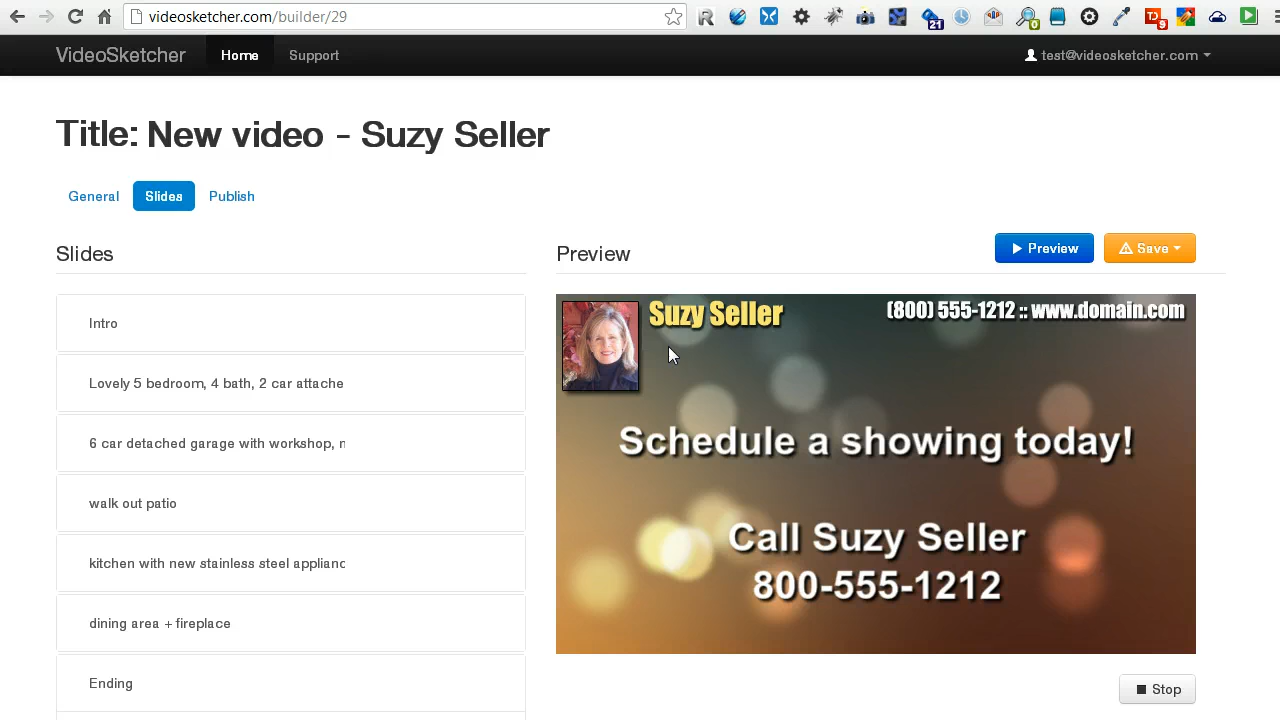 videosketcher.com/builder/29
21
0
9
VideoSketcher
Home
Support
test@videosketcher.com
Title: New video - Suzy Seller
General
Slides
Publish
Slides
Preview
Preview
Save
Intro
Lovely 5 bedroom, 4 bath, 2 car attache
6 car detached garage with workshop,
walk out patio
kitchen with new stainless steel applianc
dining area + fireplace
Ending
Suzy Seller
(800) 555-1212 :: www.domain.com
Schedule a showing today!
Call Suzy Seller
800-555-1212
Stop